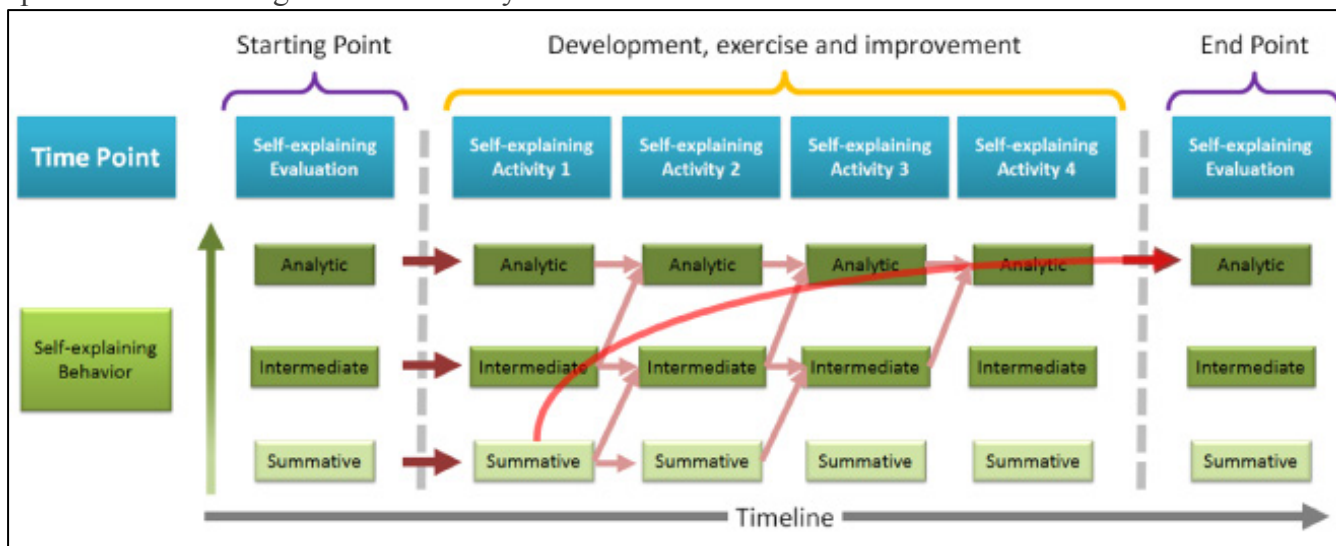 Starting Point
Development, exercise and improvement
End Point
Time Point
Self-explaining
Evaluation
Self-explaining
Activity 1
Self-explaining
Activity 2
Self-explaining
Activity 3
Self-explaining
Activity 4
Self-explaining
Evaluation
Self-explaining
Behavior
Analytic
Analytic
Analytic
Analytic
Analytic
Analytic
Intermediate
Intermediate
Intermediate
Intermediate
Intermediate
Intermediate
Summative
Summative
Summative
Summative
Summative
Summative
Timeline